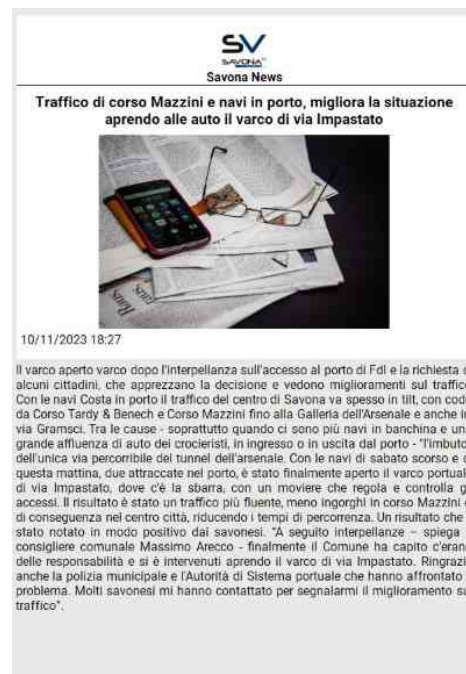 SV
SAVONA
Savona News
Traffico di corso Mazzini e navi in porto, migliora la situazione
aprendo alle auto il varco di via Impastato
10/11/2023 18:27
Il varco aperto varco dopo l'interpellanza sull'accesso al porto di FdI e la richiesta d
alcuni cittadini, che apprezzano la decisione e vedono miglioramenti sul traffic
Con le navi Costa in porto il traffico del centro di Savona va spesso in tilt, con cod
da Corso Tardy & Benech e Corso Mazzini fino alla Galleria dell'Arsenale e anche i
via Gramsci. Tra le cause - soprattutto quando ci sono più navi in banchina e un
grande affluenza di auto dei crocieristi, in ingresso o in uscita dal porto - "l'imbuto
dell'unica via percorribile del tunnel dell'arsenale. Con le navi di sabato scorso e d
questa mattina, due attraccate nel porto, è stato finalmente aperto il varco portual
di via Impastato, dove c'è la sbarra, con un moviere che regola e controlla g
accessi. Il risultato è stato un traffico più fluente, meno ingorghi in corso Mazzini
di conseguenza nel centro città, riducendo i tempi di percorrenza. Un risultato che
stato notato in modo positivo dai savonesi. "A seguito interpellanze – spiega
consigliere comunale Massimo Arecco - finalmente il Comune ha capito c'eran
delle responsabilità e si è intervenuti aprendo il varco di via Impastato. Ringrazi
anche la polizia municipale e l'Autorità di Sistema portuale che hanno affrontato
problema. Molti savonesi mi hanno contattato per segnalarmi il miglioramento su
traffico".